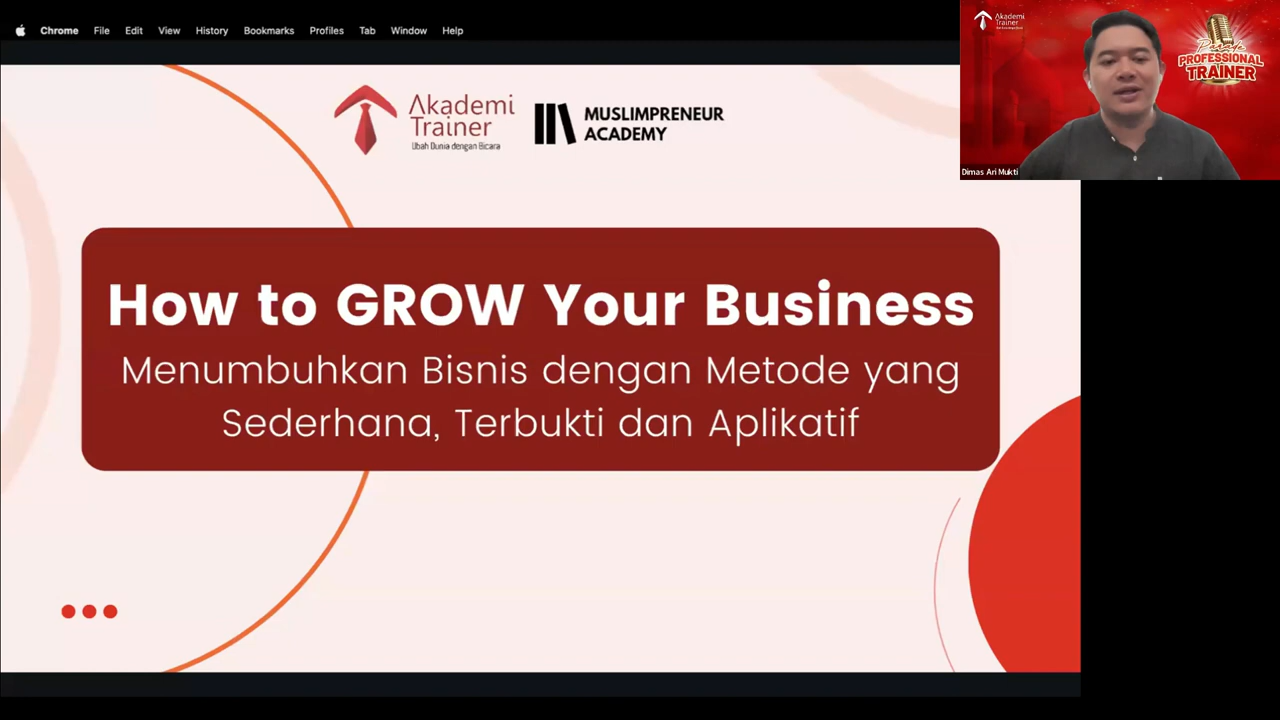 Chrome File Edit View History Bookmarks Profiles Tab Window Help
Akademi
Trainer
Ubah Dunia dengan Bicara
MUSLIMPRENEUR
ACADEMY
How to GROW Your Business
Menumbuhkan Bisnis dengan Metode yang
Sederhana, Terbukti dan Aplikatif
Akademi
Trainer
Parade
PROFESSIONAL
TRAINER
Dimas Ari Mukti